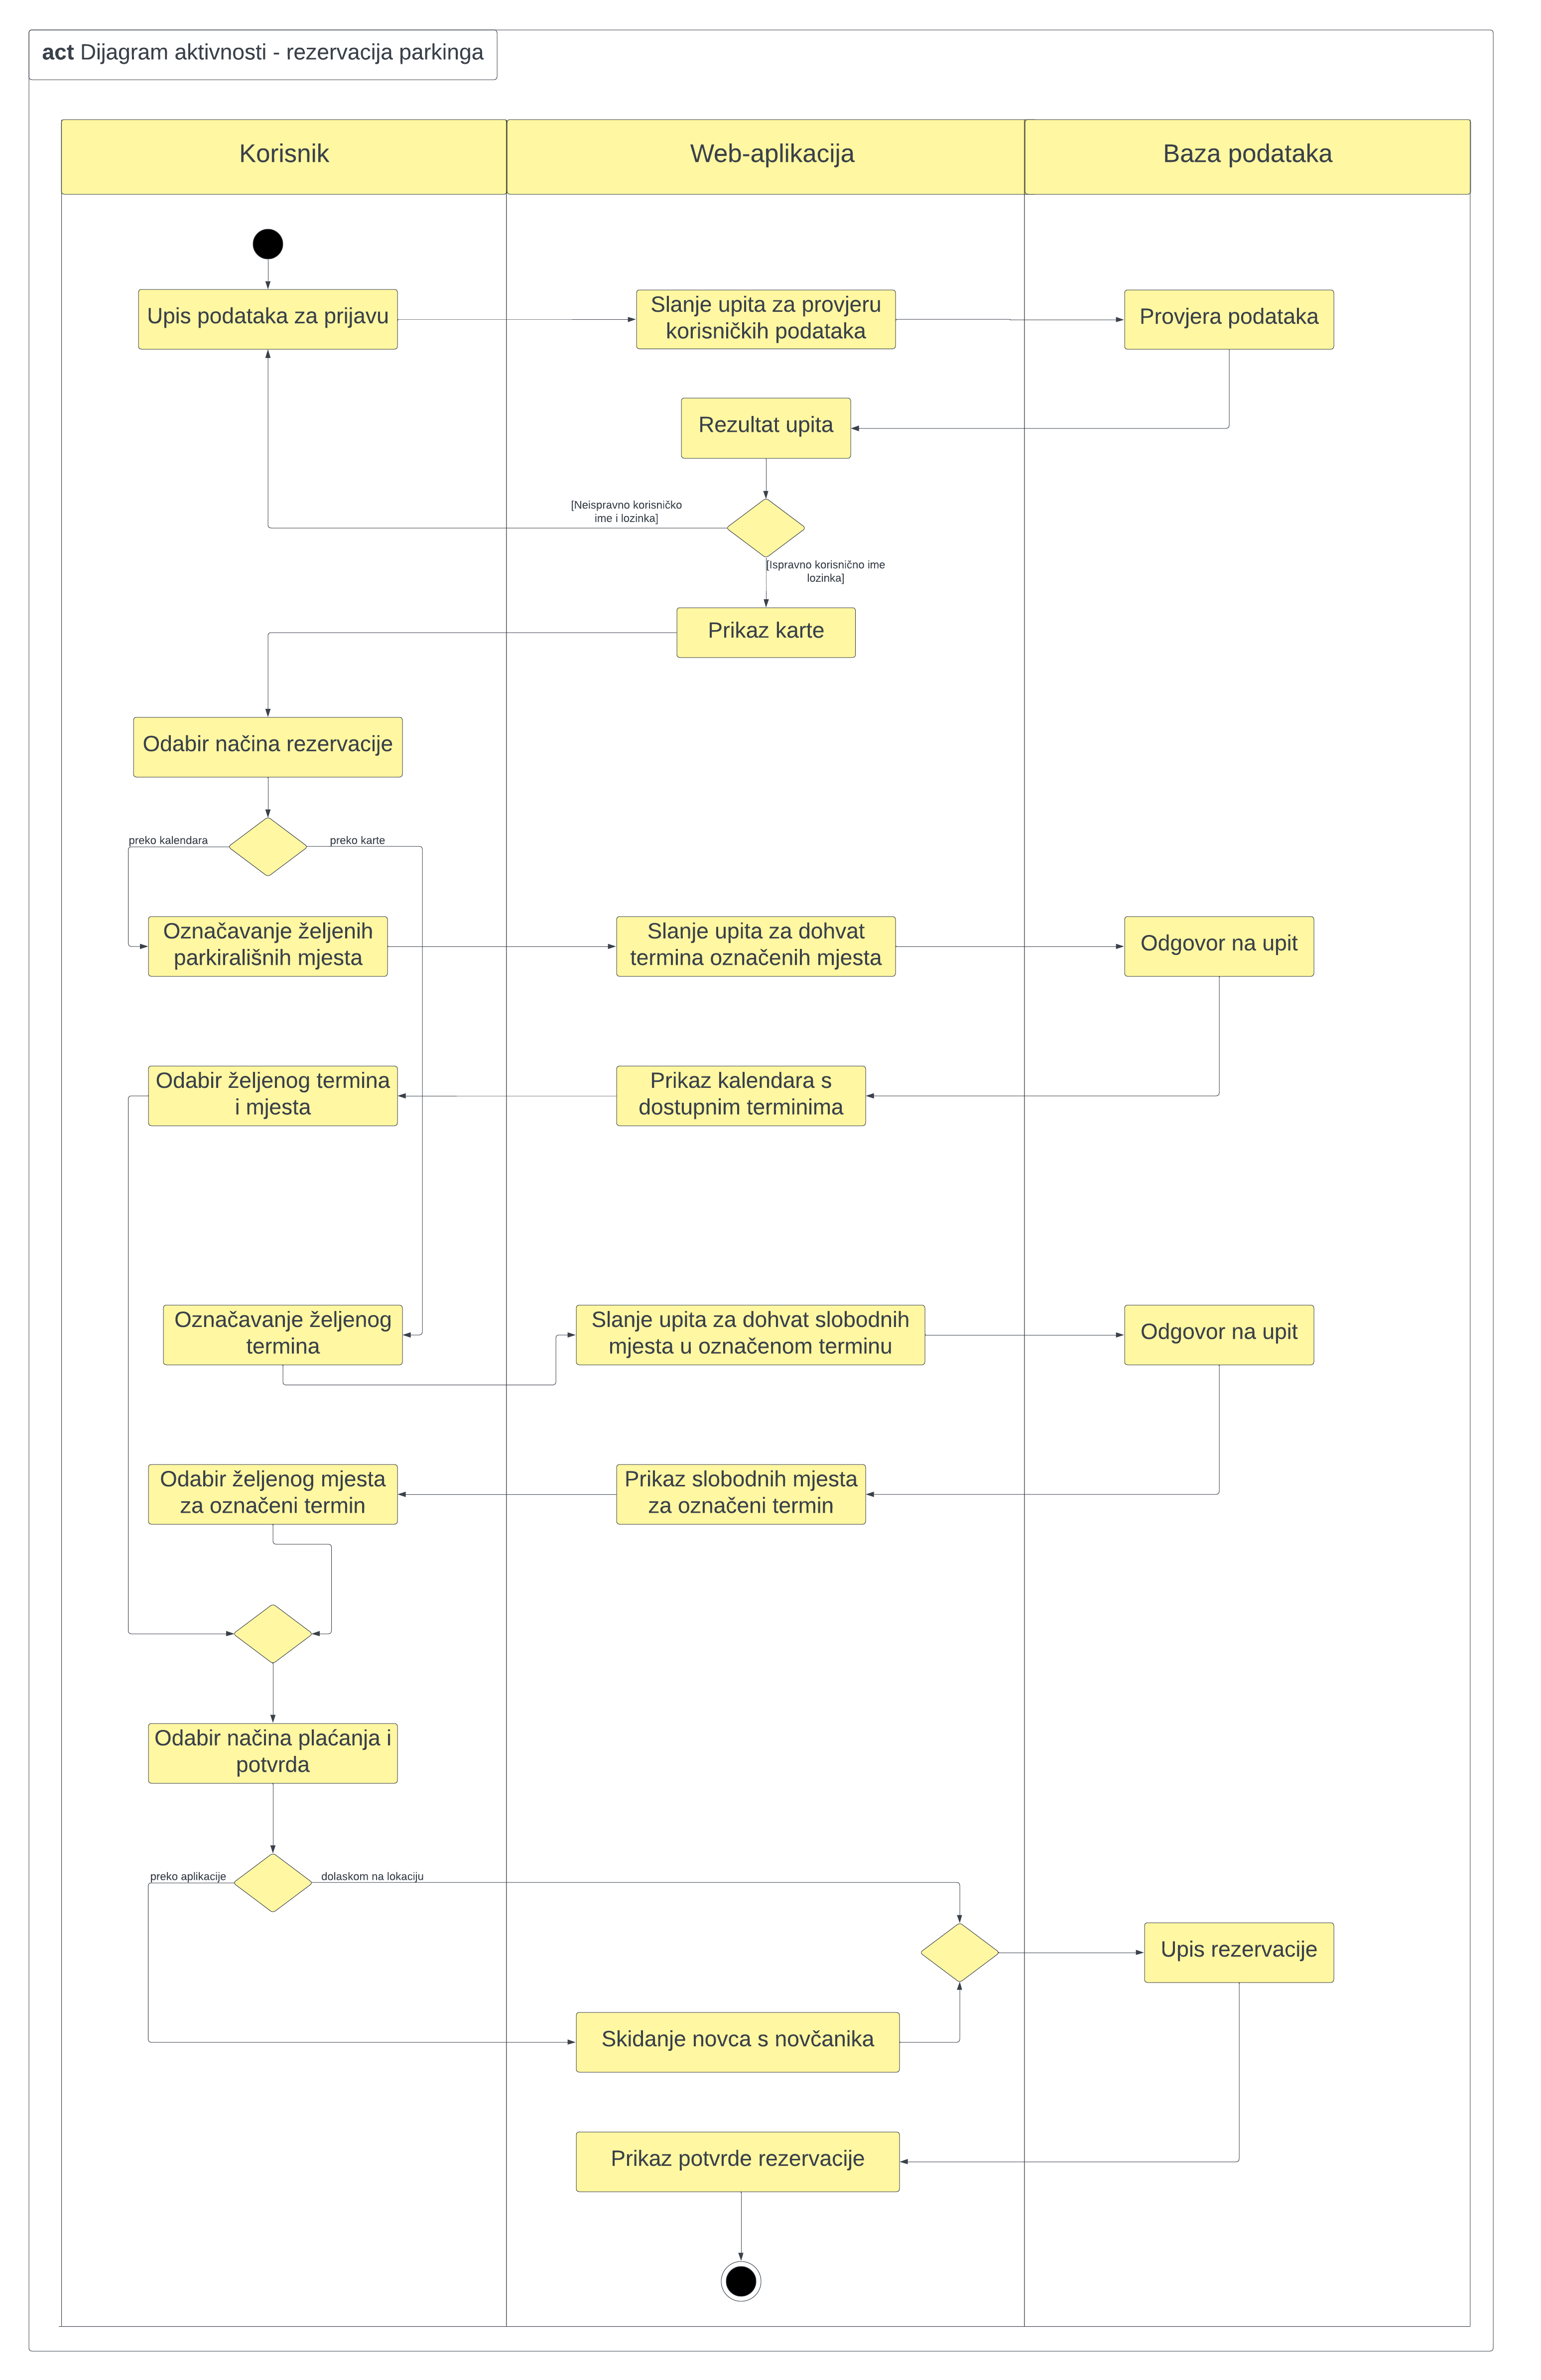 act Dijagram aktivnosti - rezervacija parkinga
Korisnik
Web-aplikacija
Baza podataka
Upis podataka za prijavu
Slanje upita za provjeru
korisničkih podataka
Provjera podataka
Rezultat upita
[Neispravno korisničko
ime i lozinka]
[Ispravno korisnično ime
lozinka]
Prikaz karte
Odabir načina rezervacije
preko kalendara
preko karte
Označavanje željenih
parkirališnih mjesta
Slanje upita za dohvat
termina označenih mjesta
Odgovor na upit
Odabir željenog termina
i mjesta
Prikaz kalendara s
dostupnim terminima
Označavanje željenog
termina
Slanje upita za dohvat slobodnih
mjesta u označenom terminu
Odgovor na upit
Odabir željenog mjesta
za označeni termin
Prikaz slobodnih mjesta
za označeni termin
Odabir načina plaćanja i
potvrda
preko aplikacije
dolaskom na lokaciju
Upis rezervacije
Skidanje novca s novčanika
Prikaz potvrde rezervacije